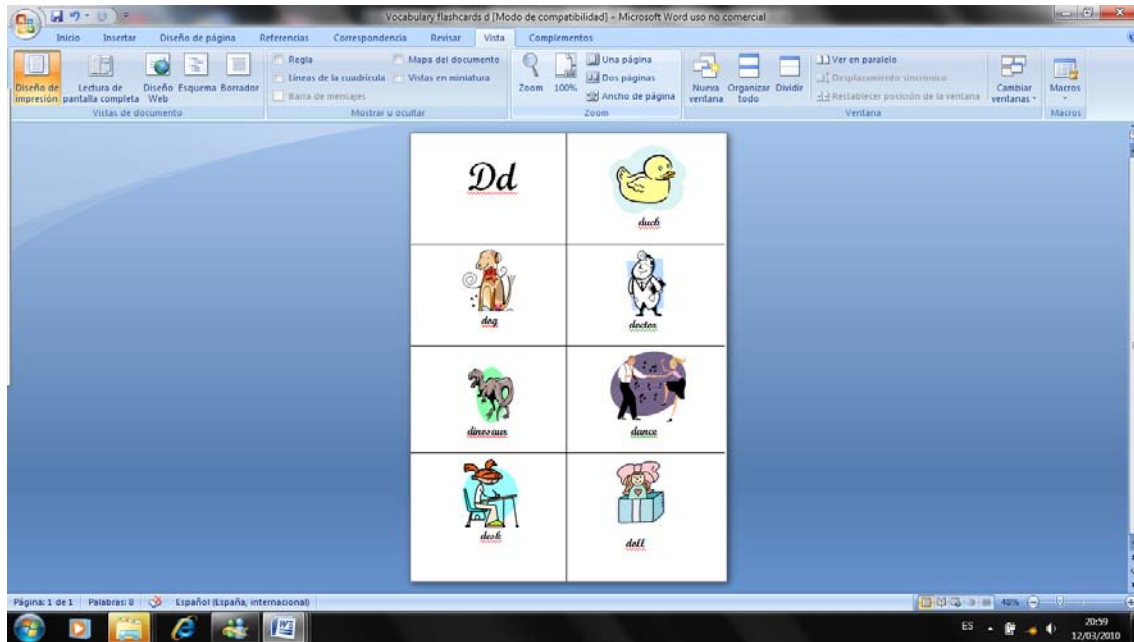 Vocabulary flashcards d [Modo de compatibilidad] - Microsoft Word uso no comercial
Inicio Insertar Diseño de página Referencias Correspondencia Revisar Vista Complementos
Diseño de impresión
Lectura de pantalla completa
Diseño Web
Esquema
Borrador
Vistas de documento
Regla
Líneas de la cuadrícula
Barra de mensajes
Mapa del documento
Vistas en miniatura
Mostrar u ocultar
Zoom
100%
Una página
Dos páginas
Ancho de página
Zoom
Nueva ventana
Organizar todo
Dividir
Ver en paralelo
Desplazamiento sincrónico
Restablecer posición de la ventana
Ventana
Cambiar ventanas
Macros
Macros
Dd
duck
dog
doctor
dinosaur
dance
desk
doll
Página: 1 de 1 Palabras: 8 Español (España, internacional) 48%
ES 20:59
12/03/2010